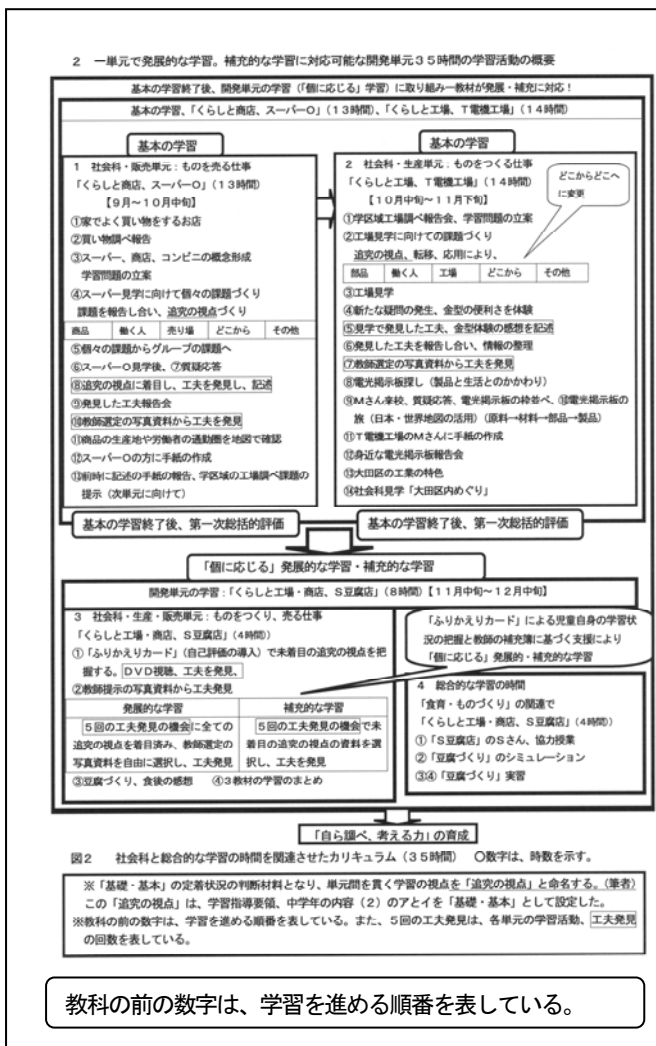 2 一単元で発展的な学習。補充的な学習に対応可能な開発単元35時間の学習活動の概要
基本の学習終了後、開発単元の学習(「個に応じる」学習)に取り組み一教材が発展・補充に対応!
基本の学習、「くらしと商店、スーパーO」(13時間)、「くらしと工場、T電機工場」(14時間)
基本の学習
1 社会科・販売単元:ものを売る仕事
「くらしと商店、スーパーO」(13時間)
【9月~10月中旬】
①家でよく買い物をするお店
②買い物調べ報告
③スーパー、商店、コンビニの概念形成
学習問題の立案
④スーパー見学に向けて個々の課題づくり
課題を報告し合い、追究の視点づくり
商品 働く人 売り場 どこから その他
⑤個々の課題からグループの課題へ
⑥スーパーO見学後、⑦質疑応答
⑧追究の視点に着目し、工夫を発見し、記述
⑨発見した工夫報告会
⑩教師選定の写真資料から工夫を発見
⑪商品の生産地や労働者の通勤圏を地図で確認
⑫スーパーOの方に手紙の作成
⑬前時に記述の手紙の報告、学区域の工場調べ課題の
提示(次単元に向けて)
基本の学習終了後、第一次総括的評価
基本の学習
2 社会科・生産単元:ものをつくる仕事
「くらしと工場、T電機工場」(14時間)
【10月中旬~11月下旬】
どこからどこへ
に変更
①学区域工場調べ報告会、学習問題の立案
②工場見学に向けての課題づくり
追究の視点、転移、応用により、
部品 働く人 工場 どこから その他
③工場見学
④新たな疑問の発生、金型の便利さを体験
⑤見学で発見した工夫、金型体験の感想を記述
⑥発見した工夫を報告し合い、情報の整理
⑦教師選定の写真資料から工夫を発見
⑧電光掲示板探し(製品と生活とのかかわり)
⑨Mさん来校、質疑応答、電光掲示板の枠並べ、⑩電光掲示板の
旅(日本・世界地図の活用)(原料→材料→部品→製品)
⑪T電機工場のMさんに手紙の作成
⑫身近な電光掲示板報告会
⑬大田区の工業の特色
⑭社会科見学「大田区内めぐり」
基本の学習終了後、第一次総括的評価
「個に応じる」発展的な学習・補充的な学習
開発単元の学習:「くらしと工場・商店、S豆腐店」(8時間)【11月中旬~12月中旬】
3 社会科・生産・販売単元:ものをつくり、売る仕事
「くらしと工場・商店、S豆腐店」(4時間))
①「ふりかえりカード」(自己評価の導入)で未着目の追究の視点を把
握する。DVD視聴、工夫を発見、
②教師提示の写真資料から工夫発見
発展的な学習
5回の工夫発見の機会に全ての
追究の視点を着目済み、教師選定の
写真資料を自由に選択し、工夫発見
補充的な学習
5回の工夫発見の機会で未
着目の追究の視点の資料を選
択し、工夫を発見
③豆腐づくり、食後の感想 ④3教材の学習のまとめ
「ふりかえりカード」による児童自身の学習状
況の把握と教師の補充簿に基づく支援により
「個に応じる」発展的・補充的な学習
4 総合的な学習の時間
「食育・ものづくり」の関連で
「くらしと工場・商店、S豆腐店」(4時間)
①「S豆腐店」のSさん、協力授業
②「豆腐づくり」のシミュレーション
③④「豆腐づくり」実習
「自ら調べ、考える力」の育成
図2 社会科と総合的な学習の時間を関連させたカリキュラム(35時間) 〇数字は、時数を示す。
※「基礎・基本」の定着状況の判断材料となり、単元間を貫く学習の視点を「追究の視点」と命名する。(筆者)
この「追究の視点」は、学習指導要領、中学年の内容(2)のアとイを「基礎・基本」として設定した。
※教科の前の数字は、学習を進める順番を表している。また、5回の工夫発見は、各単元の学習活動、工夫発見
の回数を表している。
教科の前の数字は、学習を進める順番を表している。